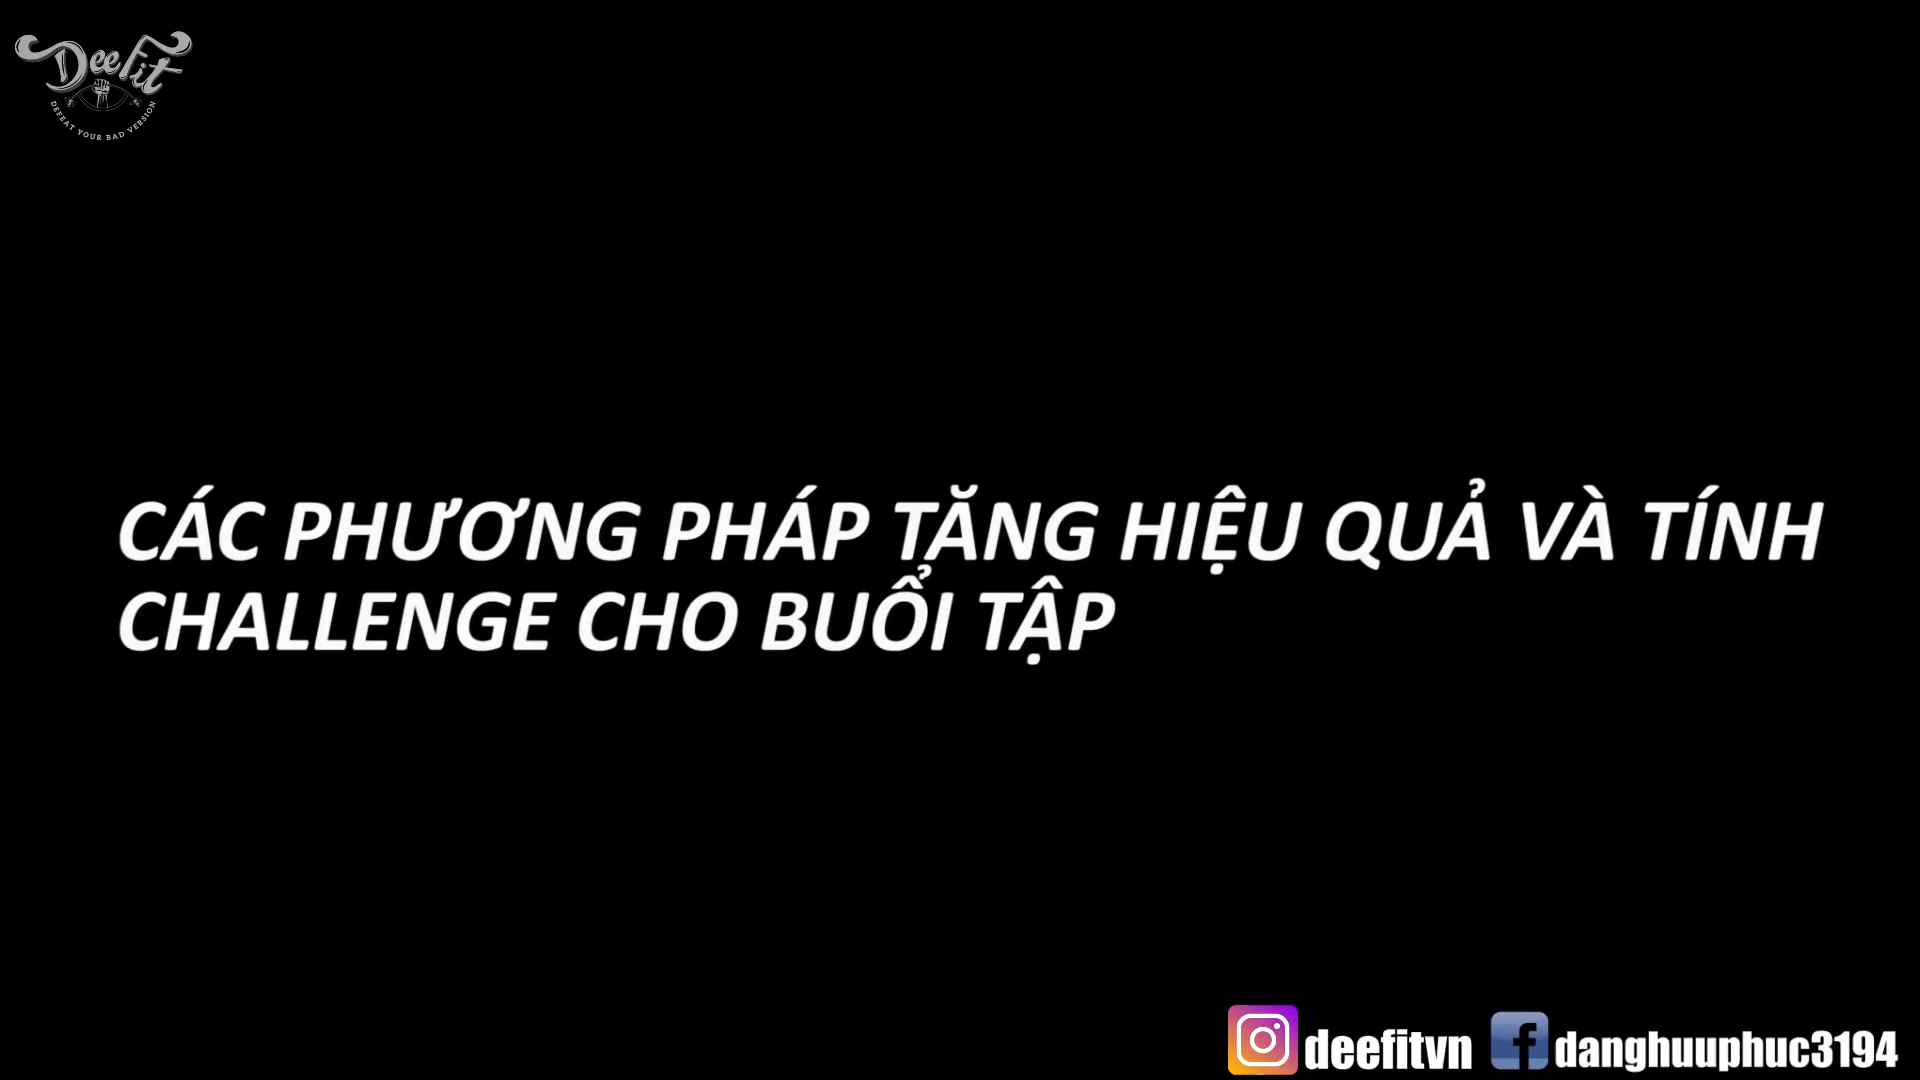 DeeFit
DEFEAT YOUR BAD VERSION
CÁC PHƯƠNG PHÁP TĂNG HIỆU QUẢ VÀ TÍNH
CHALLENGE CHO BUỔI TẬP
deefitvn danghuuphuc3194